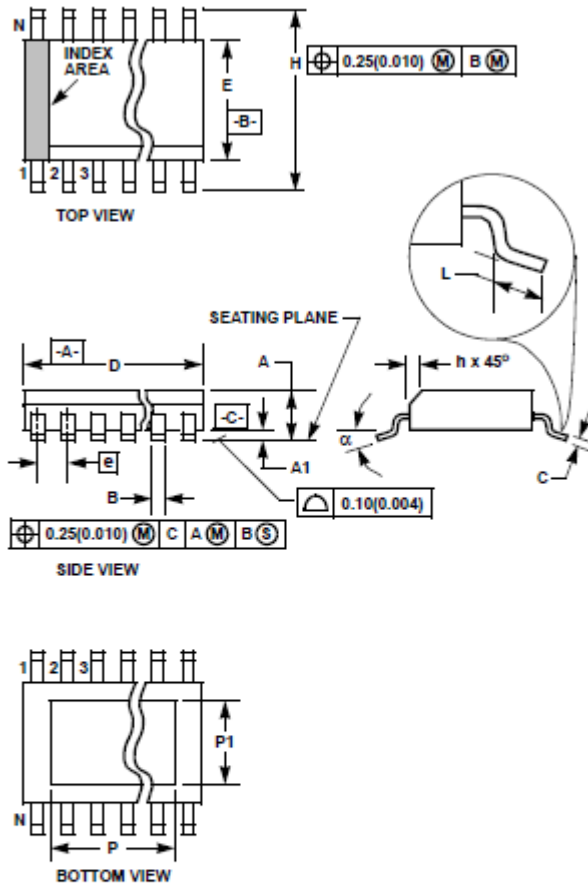 N
INDEX
AREA
E
H
-B-
0.25(0.010) Ⓜ B Ⓜ
1 2 3
TOP VIEW
L
SEATING PLANE
-A-
D
A
-C-
h x 45°
α
A1
e
B
C
0.10(0.004)
0.25(0.010) Ⓜ C A Ⓜ B Ⓢ
SIDE VIEW
1 2 3
P1
N
P
BOTTOM VIEW